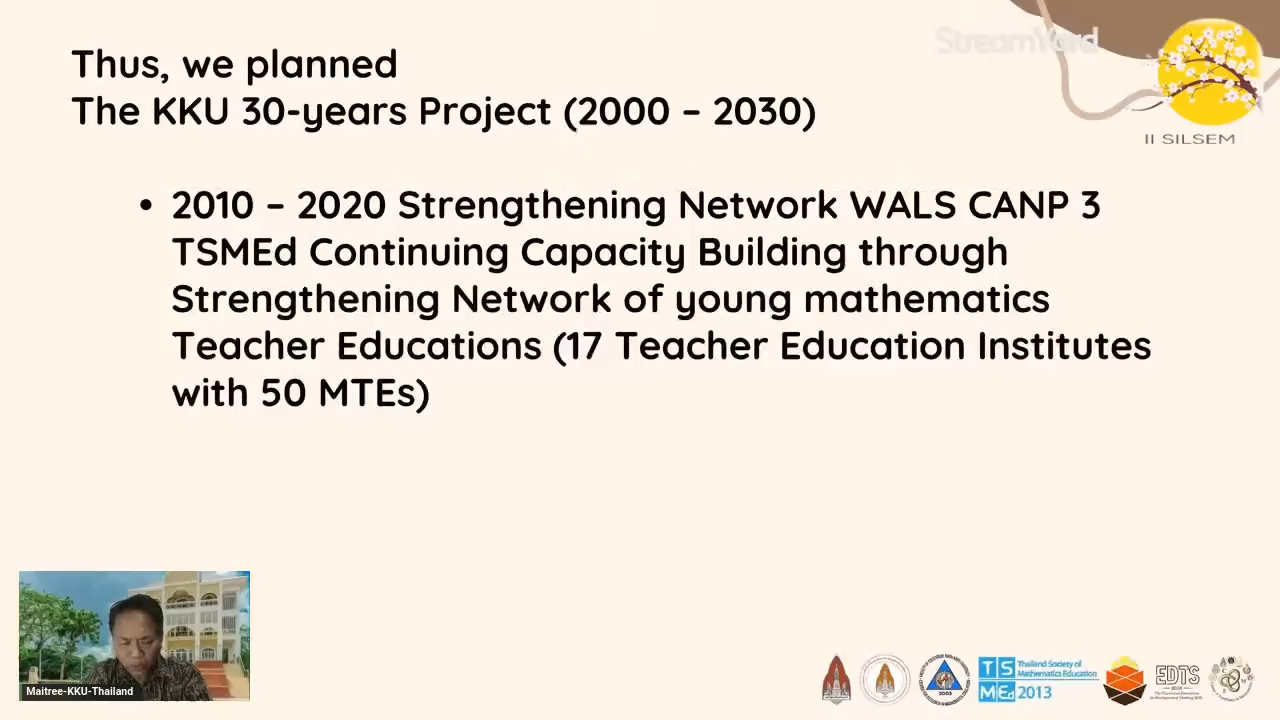 Thus, we planned
StreamYard
The KKU 30-years Project (2000 – 2030)
II SILSEM
• 2010 – 2020 Strengthening Network WALS CANP 3
TSMEd Continuing Capacity Building through
Strengthening Network of young mathematics
Teacher Educations (17 Teacher Education Institutes
with 50 MTEs)
Maitree-KKU-Thailand
TS
MEd
Thailand Society of
Mathematics Education
2013
EDTS